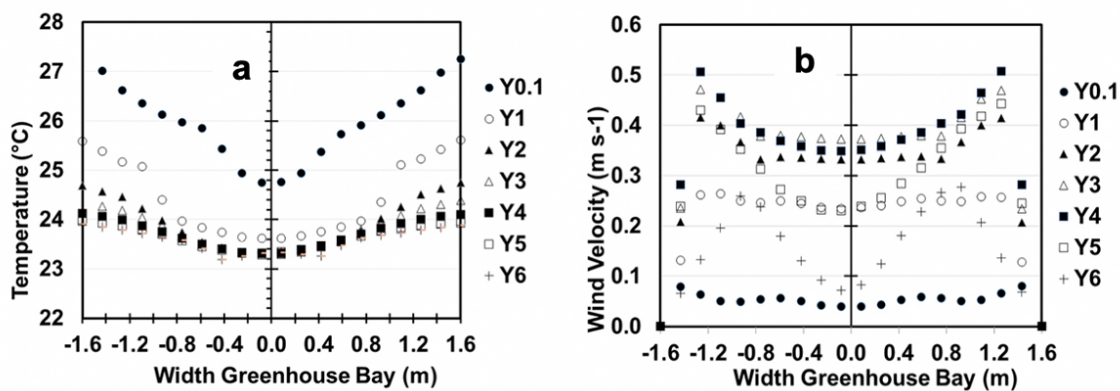 a
Temperature (°C)
28
27
26
25
24
23
22
-1.6 -1.2 -0.8 -0.4 0.0 0.4 0.8 1.2 1.6
Width Greenhouse Bay (m)
Y0.1
Y1
Y2
Y3
Y4
Y5
Y6
b
Wind Velocity (m s-1)
0.6
0.5
0.4
0.3
0.2
0.1
0.0
-1.6 -1.2 -0.8 -0.4 0.0 0.4 0.8 1.2 1.6
Width Greenhouse Bay (m)
Y0.1
Y1
Y2
Y3
Y4
Y5
Y6